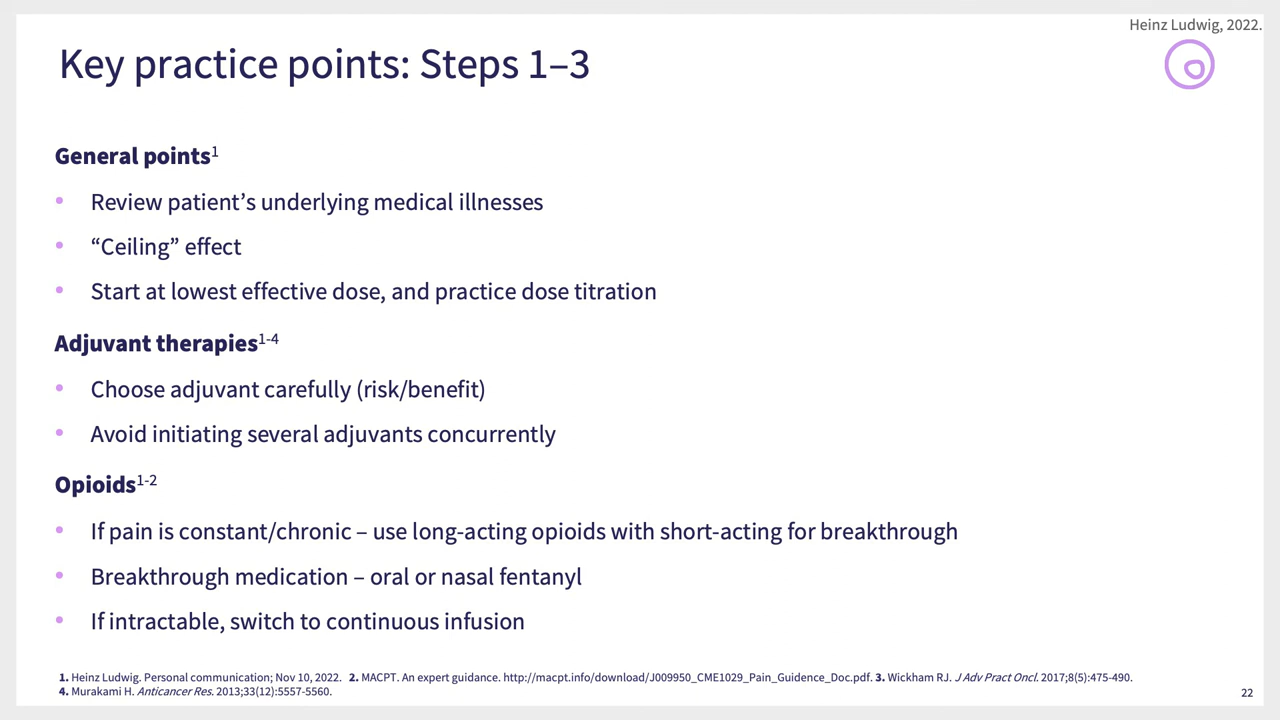 Heinz Ludwig, 2022.
Key practice points: Steps 1–3
General points1
• Review patient’s underlying medical illnesses
• “Ceiling” effect
• Start at lowest effective dose, and practice dose titration
Adjuvant therapies1-4
• Choose adjuvant carefully (risk/benefit)
• Avoid initiating several adjuvants concurrently
Opioids1-2
• If pain is constant/chronic – use long-acting opioids with short-acting for breakthrough
• Breakthrough medication – oral or nasal fentanyl
• If intractable, switch to continuous infusion
1. Heinz Ludwig. Personal communication; Nov 10, 2022. 2. MACPT. An expert guidance. http://macpt.info/download/J009950_CME1029_Pain_Guidence_Doc.pdf. 3. Wickham RJ. J Adv Pract Oncl. 2017;8(5):475-490.
4. Murakami H. Anticancer Res. 2013;33(12):5557-5560.
22